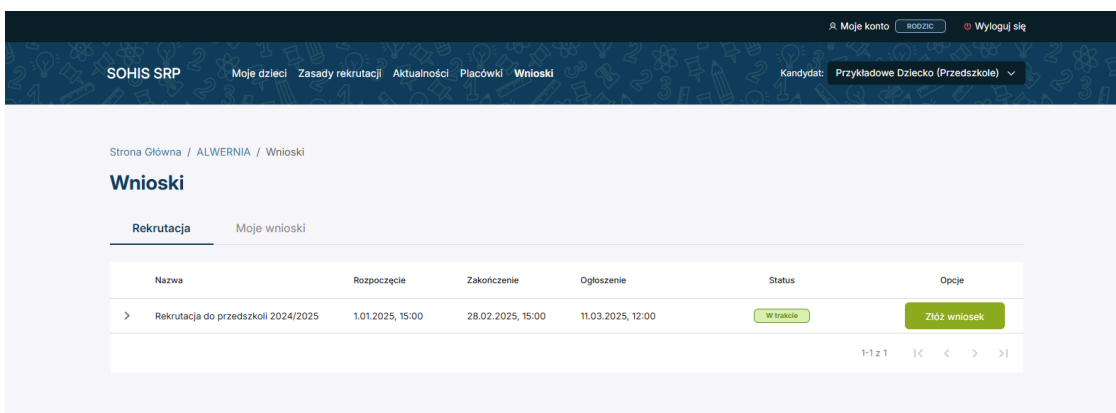 Moje konto RODZIC Wyloguj się
SOHIS SRP Moje dzieci Zasady rekrutacji Aktualności Placówki Wnioski Kandydat: Przykładowe Dziecko (Przedszkole)
Strona Główna / ALWERNIA / Wnioski
Wnioski
Rekrutacja Moje wnioski
Nazwa Rozpoczęcie Zakończenie Ogłoszenie Status Opcje
Rekrutacja do przedszkoli 2024/2025 1.01.2025, 15:00 28.02.2025, 15:00 11.03.2025, 12:00 W trakcie Złóż wniosek
1-1 z 1